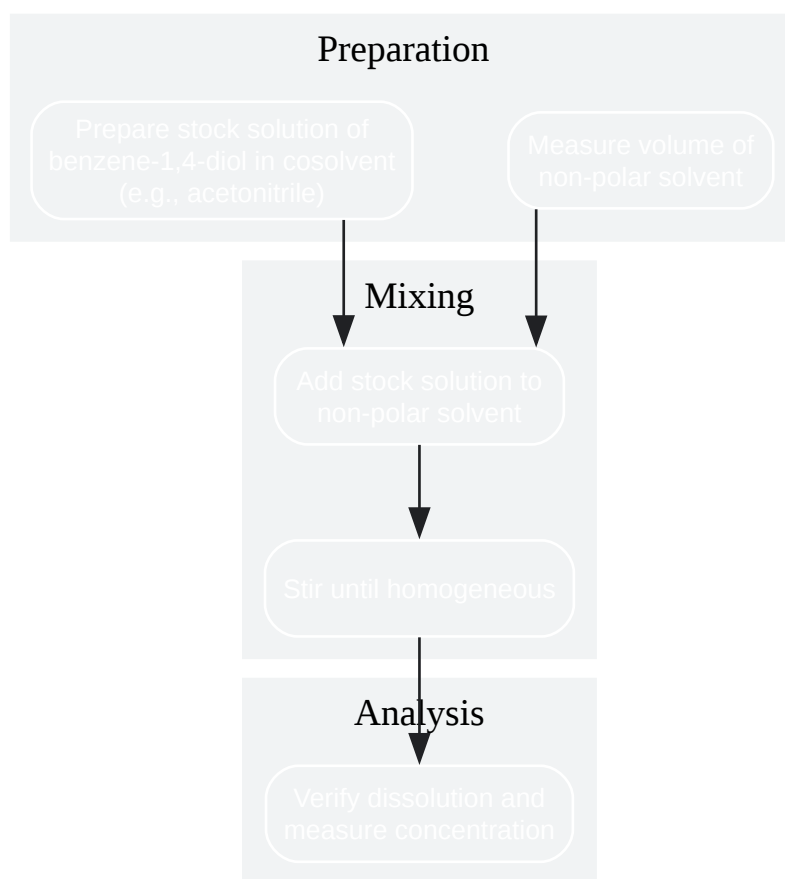 Preparation
Prepare stock solution of
benzene-1,4-diol in cosolvent
(e.g., acetonitrile)
Measure volume of
non-polar solvent
Mixing
Add stock solution to
non-polar solvent
Stir until homogeneous
Analysis
Verify dissolution and
measure concentration